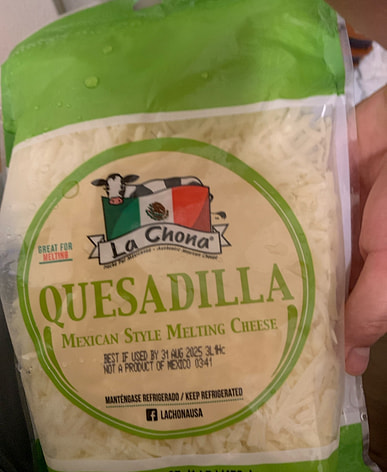 La Chona®
GREAT FOR
MELTING
QUESADILLA
MEXICAN STYLE MELTING CHEESE
BEST IF USED BY 31 AUG 2025 3L9Hc
NOT A PRODUCT OF MEXICO 03:41
MANTÉNGASE REFRIGERADO / KEEP REFRIGERATED
LACHONAUSA